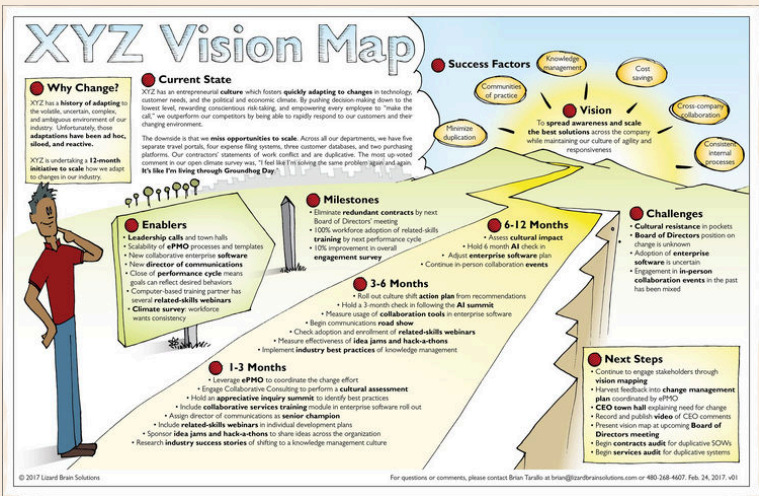 XYZ Vision Map
Why Change?
XYZ has a history of adapting to
the volatile, uncertain, complex,
and ambiguous environment of our
industry. Unfortunately, those
adaptations have been ad hoc,
siloed, and reactive.
XYZ is undertaking a 12-month
initiative to scale how we adapt
to changes in our industry.
Current State
XYZ has an entrepreneurial culture which fosters quickly adapting to changes in technology,
customer needs, and the political and economic climate. By pushing decision-making down to the
lowest level, rewarding conscientious risk-taking, and empowering every employee to "make the
call," we outperform our competitors by being able to rapidly respond to our customers and their
changing environment.
The downside is that we miss opportunities to scale. Across all our departments, we have five
separate travel portals, four expense filing systems, three customer databases, and two purchasing
platform. Our contractors' statements of work conflict and are duplicative. The most up-voted
comment in our open climate survey was, "I feel like I'm solving the same problem again and again.
It's like I'm living through Groundhog Day."
Success Factors
Knowledge
management
Cost
savings
Communities
of practice
Cross-company
collaboration
Minimize
duplication
Consistent
internal
processes
Vision
To spread awareness and scale
the best solutions across the company
while maintaining our culture of agility and
responsiveness
Enablers
• Leadership calls and town halls
• Scalability of ePMO processes and templates
• New collaborative enterprise software
• New director of communications
• Close of performance cycle means
goals can reflect desired behaviors
• Computer-based training partner has
several related-skills webinars
• Climate survey: workforce
wants consistency
Milestones
• Eliminate redundant contracts by next
Board of Directors' meeting
• 100% workforce adoption of related-skills
training by next performance cycle
• 10% improvement in overall
engagement survey
6-12 Months
• Assess cultural impact
• Hold 6 month AI check in
• Adjust enterprise software plan
• Continue in-person collaboration events
Challenges
• Cultural resistance in pockets
• Board of Directors position on
change is unknown
• Adoption of enterprise
software is uncertain
• Engagement in in-person
collaboration events in the past
has been mixed
3-6 Months
• Roll out culture shift action plan from recommendations
• Hold a 3-month check in following the AI summit
• Measure usage of collaboration tools in enterprise software
• Begin communications road show
• Check adoption and enrollment of related-skills webinars
• Measure effectiveness of idea jams and hack-a-thons
• Implement industry best practices of knowledge management
1-3 Months
• Leverage ePMO to coordinate the change effort
• Engage Collaborative Consulting to perform a cultural assessment
• Hold an appreciative inquiry summit to identify best practices
• Include collaborative services training module in enterprise software roll out
• Assign director of communications as senior champion
• Include related-skills webinars in individual development plans
• Sponsor idea jams and hack-a-thons to share ideas across the organization
• Research industry success stories of shifting to a knowledge management culture
Next Steps
• Continue to engage stakeholders through
vision mapping
• Harvest feedback into change management
plan coordinated by ePMO
• CEO town hall explaining need for change
• Record and publish video of CEO comments
• Present vision map at upcoming Board of
Directors meeting
• Begin contracts audit for duplicative SOWs
• Begin services audit for duplicative systems
© 2017 Lizard Brain Solutions
For questions or comments, please contact Brian Tarallo at brian@lizardbrainsolutions.com or 480-268-4607. Feb. 24, 2017. v01